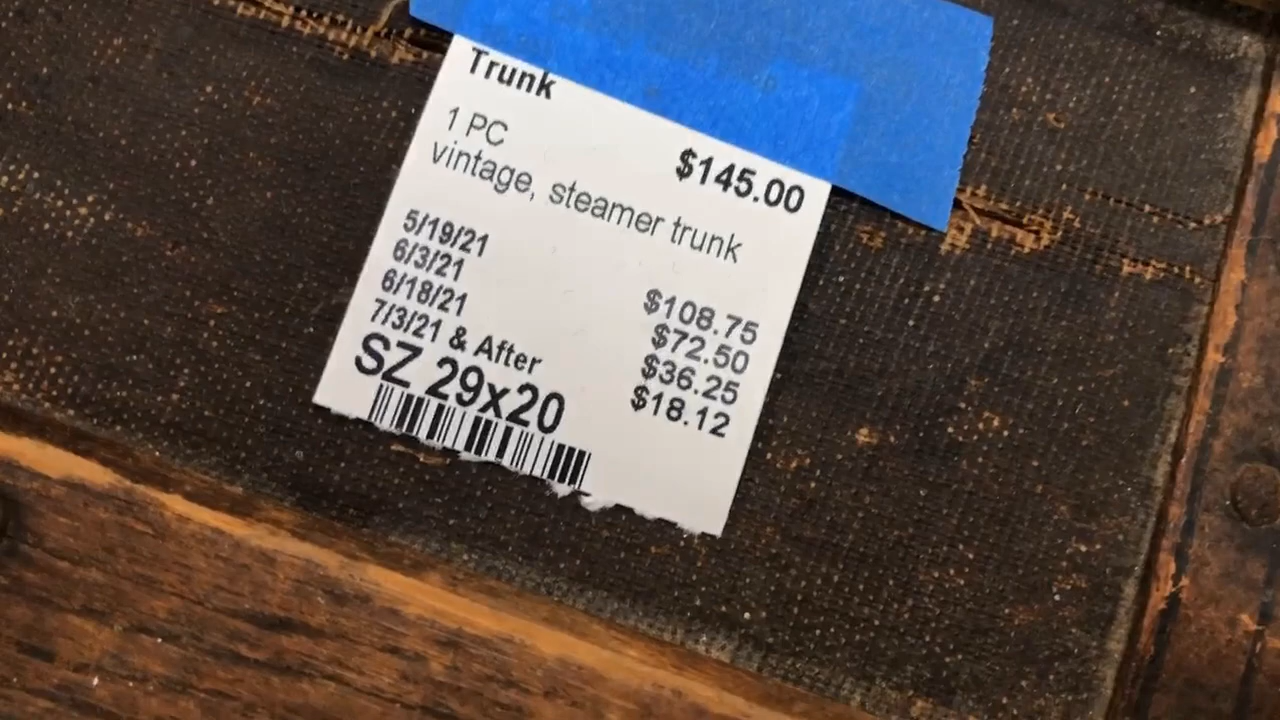 Trunk
1 PC
$145.00
vintage, steamer trunk
5/19/21 $108.75
6/3/21 $72.50
6/18/21 $36.25
7/3/21 & After $18.12
SZ 29x20